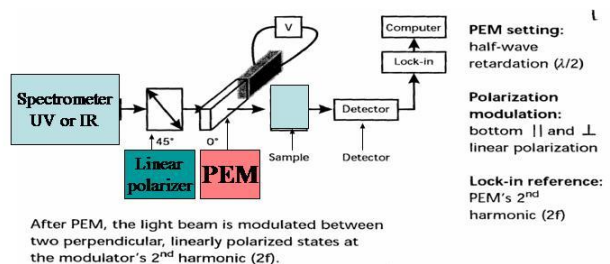 V
Computer
Lock-in
Spectrometer
UV or IR
45°
0°
Linear
polarizer
PEM
Sample
Detector
Detector
After PEM, the light beam is modulated between
two perpendicular, linearly polarized states at
the modulator's 2nd harmonic (2f).
PEM setting:
half-wave
retardation (λ/2)
Polarization
modulation:
bottom || and ⊥
linear polarization
Lock-in reference:
PEM's 2nd
harmonic (2f)